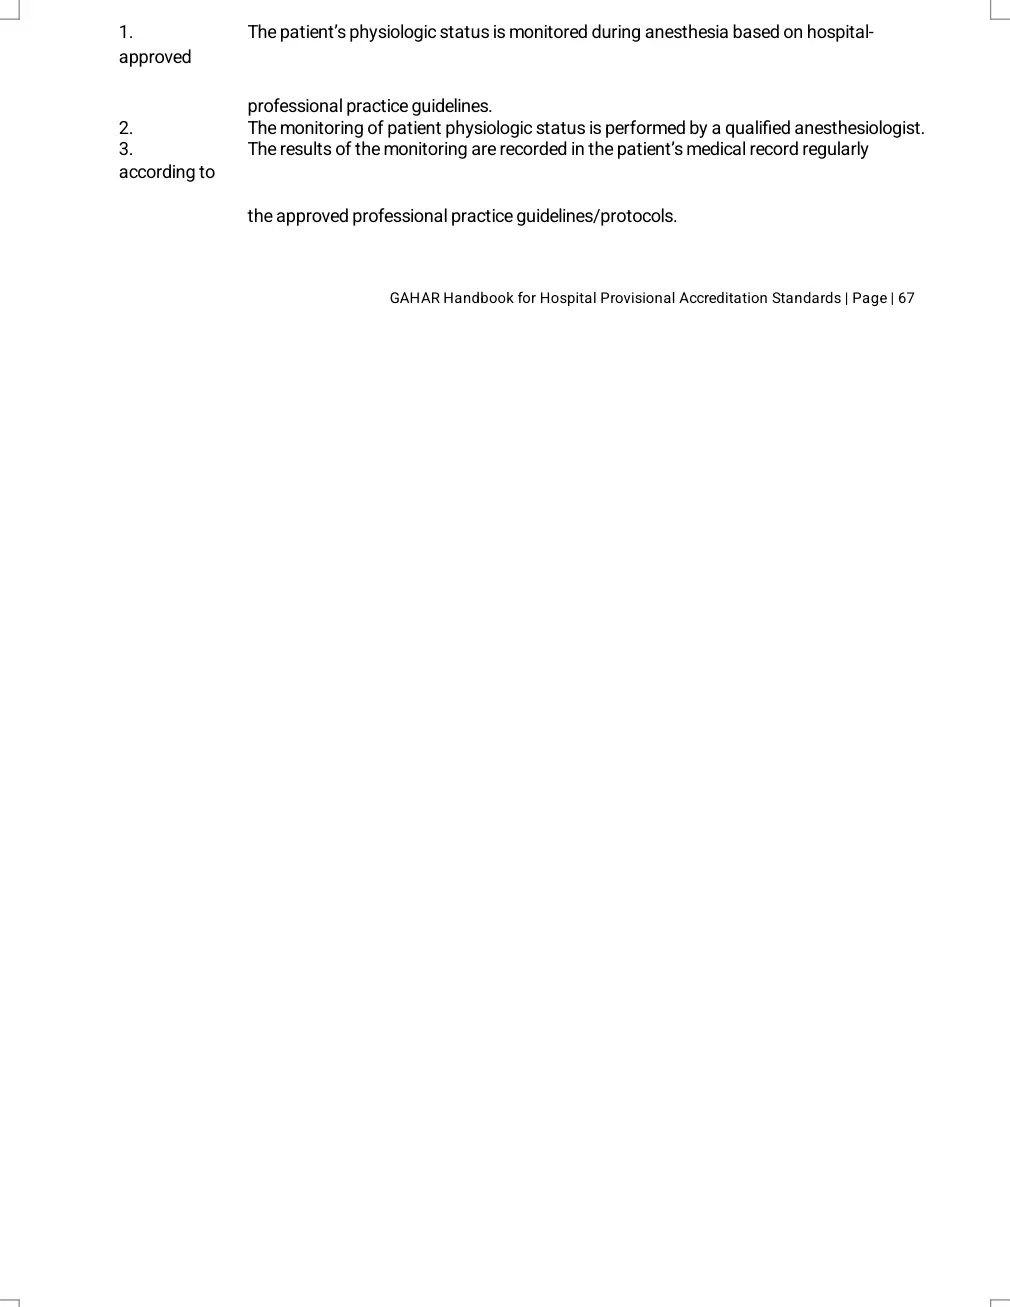 1. The patient’s physiologic status is monitored during anesthesia based on hospital-
approved
professional practice guidelines.
2. The monitoring of patient physiologic status is performed by a qualified anesthesiologist.
3. The results of the monitoring are recorded in the patient’s medical record regularly
according to
the approved professional practice guidelines/protocols.
GAHAR Handbook for Hospital Provisional Accreditation Standards | Page | 67